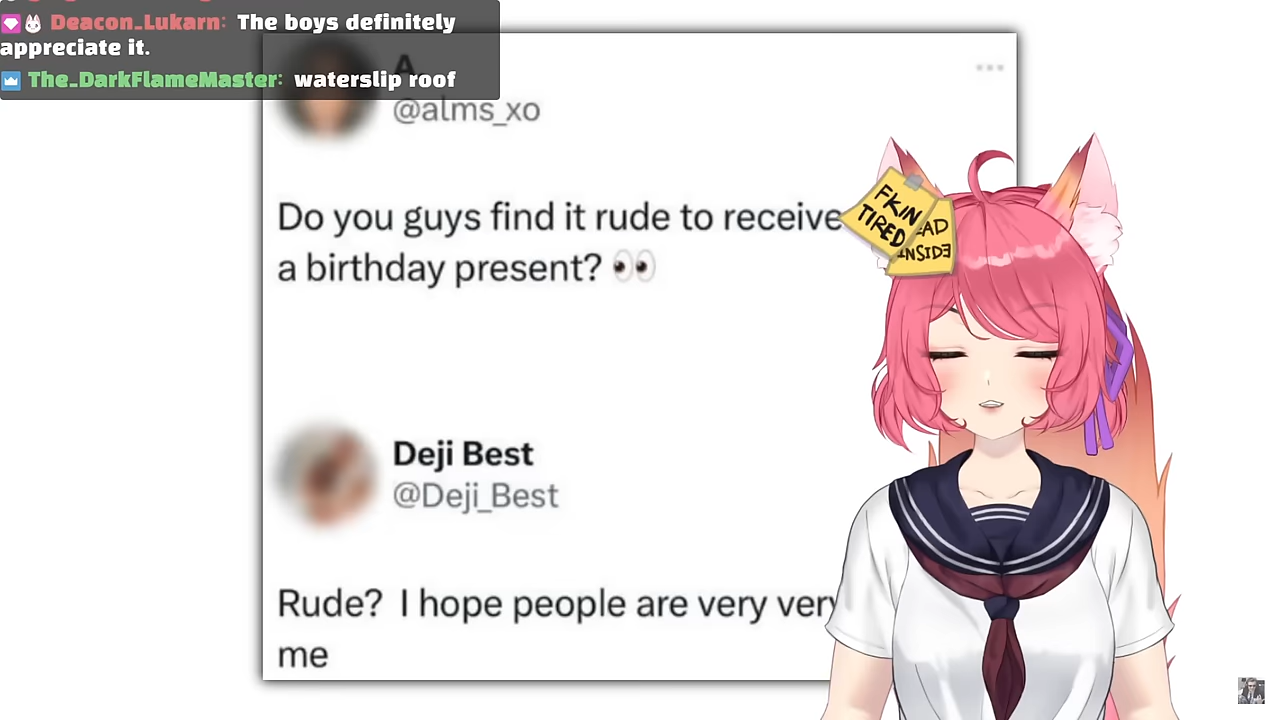 Deacon_Lukarn: The boys definitely
appreciate it.
The_DarkFlameMaster: waterslip roof
A
@alms_xo
Do you guys find it rude to receive
a birthday present? 👀
FKIN
TIRED
INSIDE
Deji Best
@Deji_Best
Rude? I hope people are very very
me